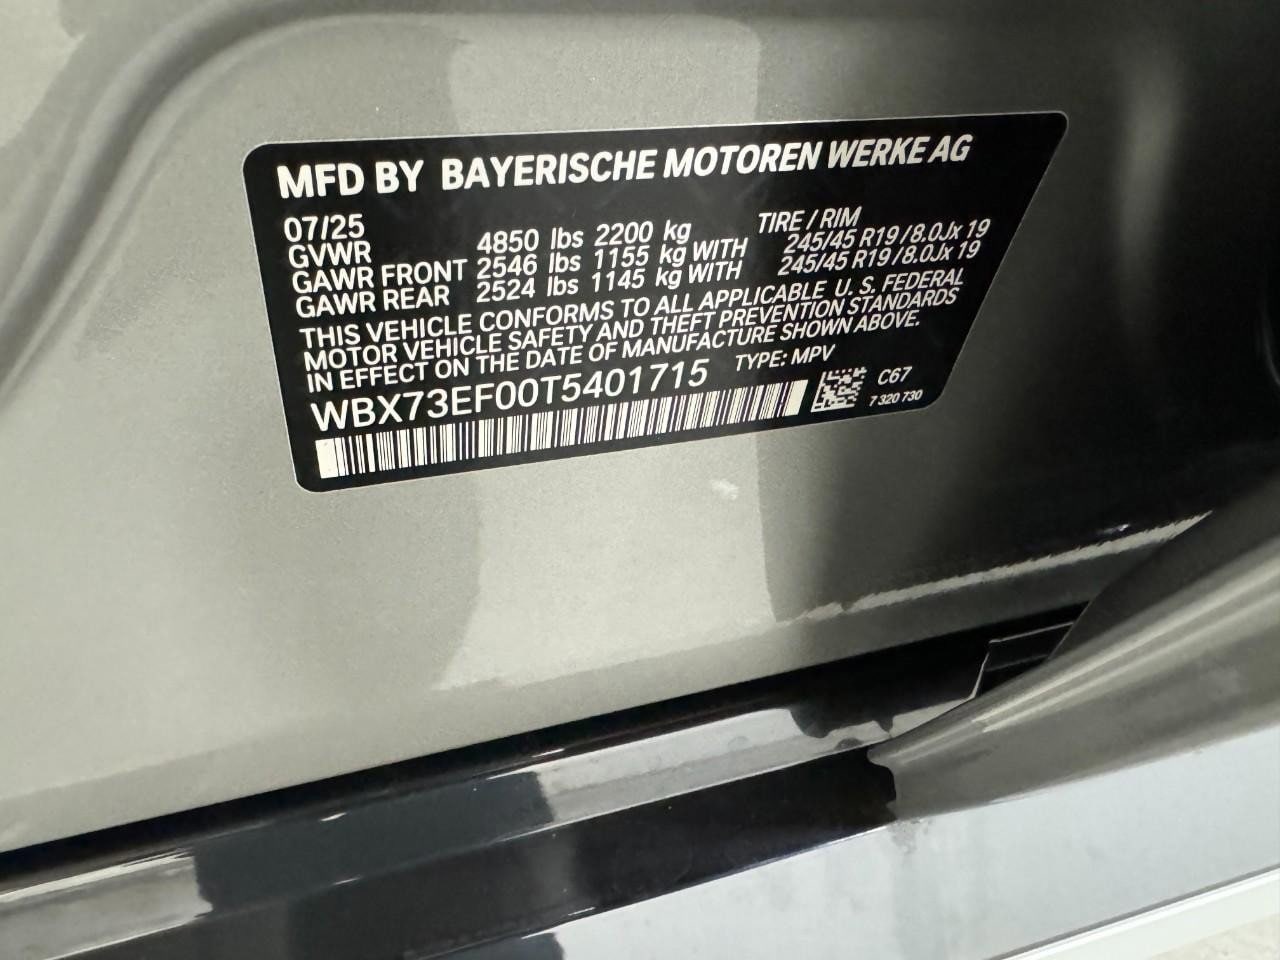 MFD BY BAYERISCHE MOTOREN WERKE AG
07/25 TIRE / RIM
GVWR 4850 lbs 2200 kg
GAWR FRONT 2546 lbs 1155 kg WITH 245/45 R19 / 8.0Jx 19
GAWR REAR 2524 lbs 1145 kg WITH 245/45 R19 / 8.0Jx 19
THIS VEHICLE CONFORMS TO ALL APPLICABLE U. S. FEDERAL
MOTOR VEHICLE SAFETY AND THEFT PREVENTION STANDARDS
IN EFFECT ON THE DATE OF MANUFACTURE SHOWN ABOVE.
WBX73EF00T5401715 TYPE: MPV
C67
7 320 730